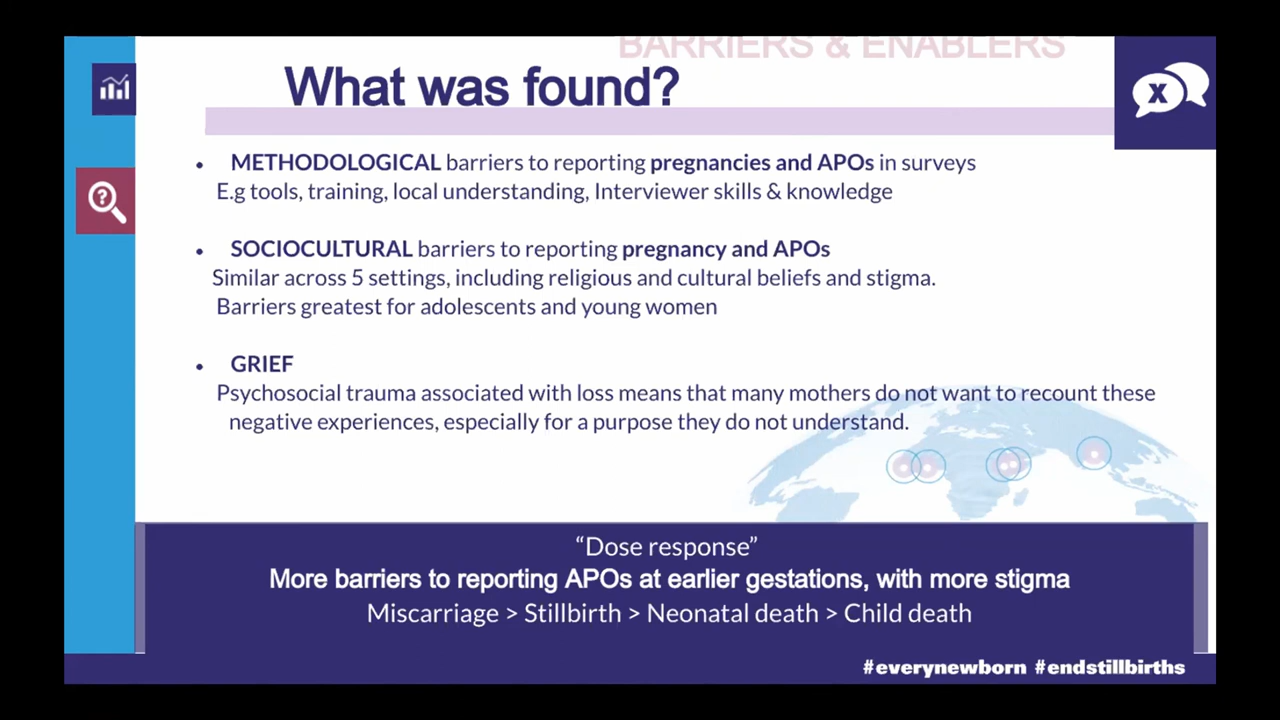 BARRIERS & ENABLERS
What was found?
x
?
• METHODOLOGICAL barriers to reporting pregnancies and APOs in surveys
E.g tools, training, local understanding, Interviewer skills & knowledge
• SOCIOCULTURAL barriers to reporting pregnancy and APOs
Similar across 5 settings, including religious and cultural beliefs and stigma.
Barriers greatest for adolescents and young women
• GRIEF
Psychosocial trauma associated with loss means that many mothers do not want to recount these
negative experiences, especially for a purpose they do not understand.
“Dose response”
More barriers to reporting APOs at earlier gestations, with more stigma
Miscarriage > Stillbirth > Neonatal death > Child death
#everynewborn #endstillbirths